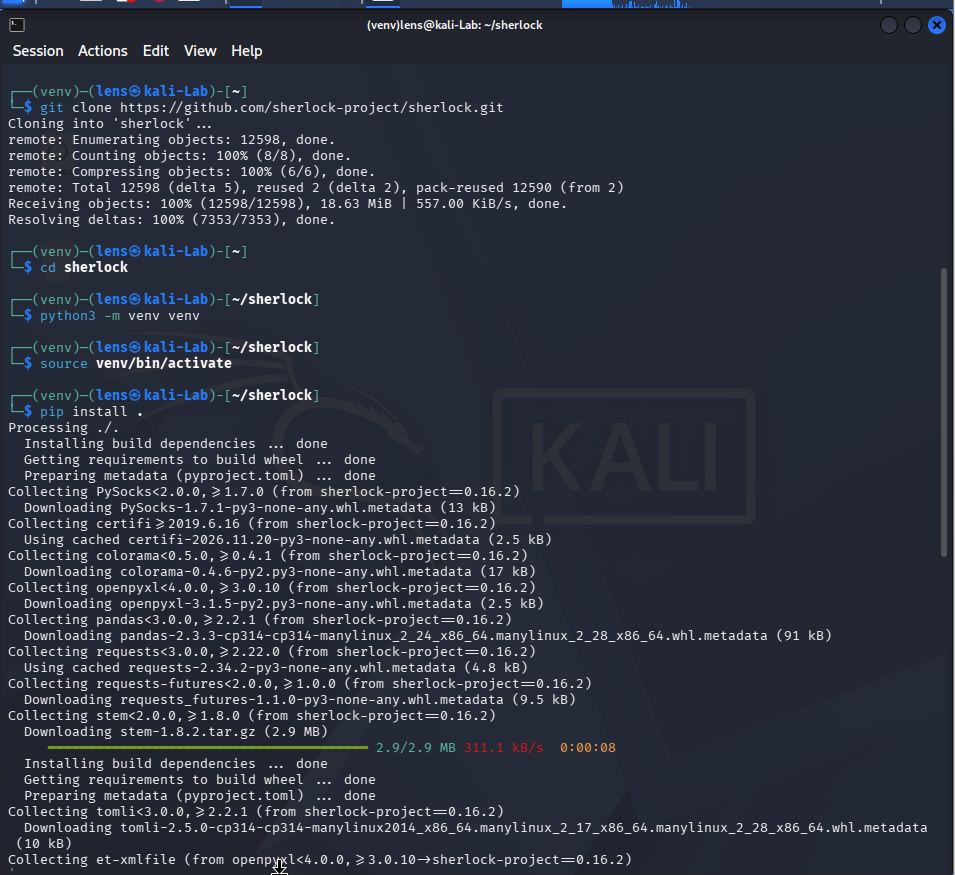 (venv)lens@kali-Lab: ~/sherlock
Session Actions Edit View Help
┌──(venv)─(lens㉿kali-Lab)-[~]
└─$ git clone https://github.com/sherlock-project/sherlock.git
Cloning into 'sherlock'...
remote: Enumerating objects: 12598, done.
remote: Counting objects: 100% (8/8), done.
remote: Compressing objects: 100% (6/6), done.
remote: Total 12598 (delta 5), reused 2 (delta 2), pack-reused 12590 (from 2)
Receiving objects: 100% (12598/12598), 18.63 MiB | 557.00 KiB/s, done.
Resolving deltas: 100% (7353/7353), done.
┌──(venv)─(lens㉿kali-Lab)-[~]
└─$ cd sherlock
┌──(venv)─(lens㉿kali-Lab)-[~/sherlock]
└─$ python3 -m venv venv
┌──(venv)─(lens㉿kali-Lab)-[~/sherlock]
└─$ source venv/bin/activate
┌──(venv)─(lens㉿kali-Lab)-[~/sherlock]
└─$ pip install .
Processing ./.
Installing build dependencies ... done
Getting requirements to build wheel ... done
Preparing metadata (pyproject.toml) ... done
Collecting PySocks<2.0.0,>=1.7.0 (from sherlock-project==0.16.2)
Downloading PySocks-1.7.1-py3-none-any.whl.metadata (13 kB)
Collecting certifi>=2019.6.16 (from sherlock-project==0.16.2)
Using cached certifi-2026.11.20-py3-none-any.whl.metadata (2.5 kB)
Collecting colorama<0.5.0,>=0.4.1 (from sherlock-project==0.16.2)
Downloading colorama-0.4.6-py2.py3-none-any.whl.metadata (17 kB)
Collecting openpyxl<4.0.0,>=3.0.10 (from sherlock-project==0.16.2)
Downloading openpyxl-3.1.5-py2.py3-none-any.whl.metadata (2.5 kB)
Collecting pandas<3.0.0,>=2.2.1 (from sherlock-project==0.16.2)
Downloading pandas-2.3.3-cp314-cp314-manylinux_2_24_x86_64.manylinux_2_28_x86_64.whl.metadata (91 kB)
Collecting requests<3.0.0,>=2.22.0 (from sherlock-project==0.16.2)
Using cached requests-2.34.2-py3-none-any.whl.metadata (4.8 kB)
Collecting requests-futures<2.0.0,>=1.0.0 (from sherlock-project==0.16.2)
Downloading requests_futures-1.1.0-py3-none-any.whl.metadata (9.5 kB)
Collecting stem<2.0.0,>=1.8.0 (from sherlock-project==0.16.2)
Downloading stem-1.8.2.tar.gz (2.9 MB)
2.9/2.9 MB 311.1 kB/s 0:00:08
Installing build dependencies ... done
Getting requirements to build wheel ... done
Preparing metadata (pyproject.toml) ... done
Collecting tomli<3.0.0,>=2.2.1 (from sherlock-project==0.16.2)
Downloading tomli-2.5.0-cp314-cp314-manylinux2014_x86_64.manylinux_2_17_x86_64.manylinux_2_28_x86_64.whl.metadata
(10 kB)
Collecting et-xmlfile (from openpyxl<4.0.0,>=3.0.10->sherlock-project==0.16.2)
KALI